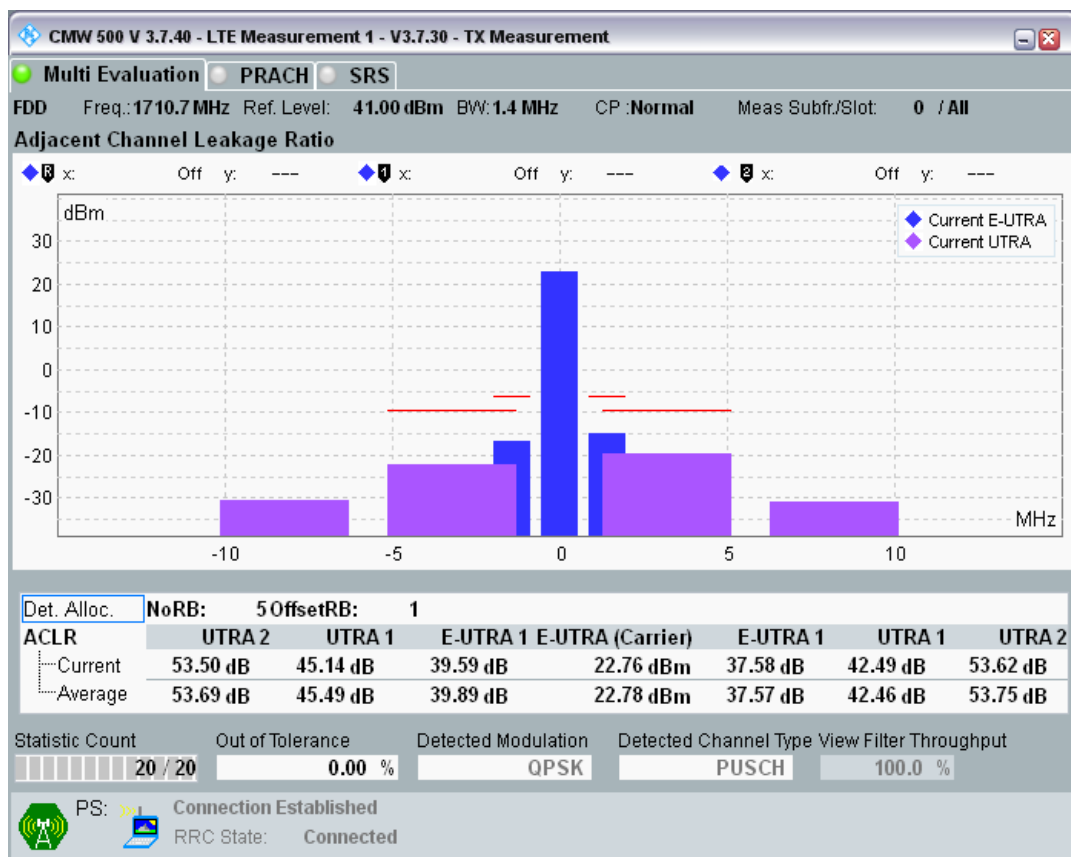 CMW 500 V 3.7.40 - LTE Measurement 1 - V3.7.30 - TX Measurement
Multi Evaluation PRACH SRS
FDD Freq.: 1710.7 MHz Ref. Level: 41.00 dBm BW: 1.4 MHz CP :Normal Meas Subfr./Slot: 0 / All
Adjacent Channel Leakage Ratio
R x: Off y: --- 1 x: Off y: --- 2 x: Off y: ---
dBm
Current E-UTRA
Current UTRA
30
20
10
0
-10
-20
-30
MHz
-10 -5 0 5 10
Det. Alloc. NoRB: 5 OffsetRB: 1
ACLR UTRA 2 UTRA 1 E-UTRA 1 E-UTRA (Carrier) E-UTRA 1 UTRA 1 UTRA 2
Current 53.50 dB 45.14 dB 39.59 dB 22.76 dBm 37.58 dB 42.49 dB 53.62 dB
Average 53.69 dB 45.49 dB 39.89 dB 22.78 dBm 37.57 dB 42.46 dB 53.75 dB
Statistic Count Out of Tolerance Detected Modulation Detected Channel Type View Filter Throughput
20 / 20 0.00 % QPSK PUSCH 100.0 %
PS: Connection Established
RRC State: Connected